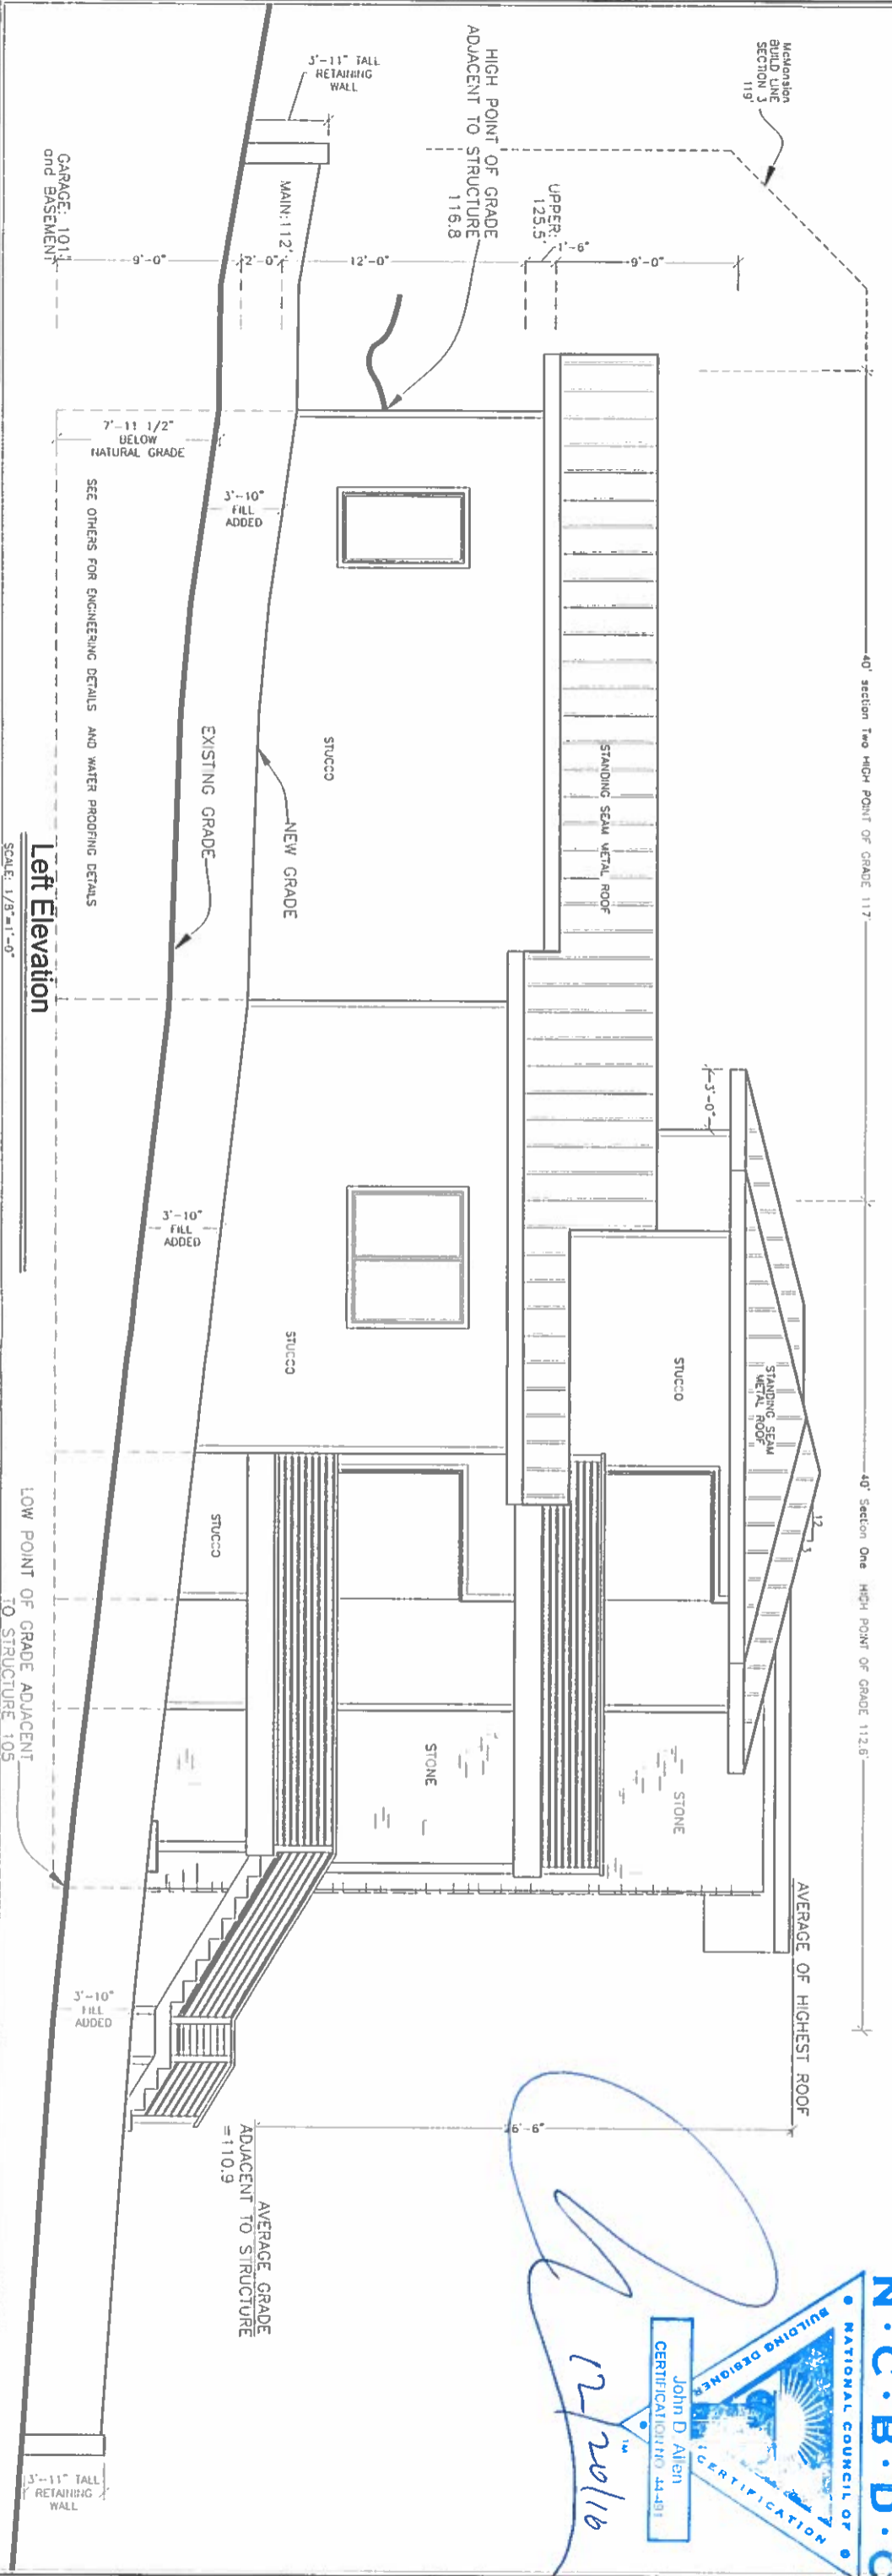 McMansion
BUILD LINE
SECTION 3
119'
40' section Two HIGH POINT OF GRADE 117'
40' Section One HIGH POINT OF GRADE 112.6'
3'-11" TALL
RETAINING
WALL
HIGH POINT OF GRADE
ADJACENT TO STRUCTURE
116.8
UPPER:
125.5'
1'-6"
9'-0"
MAIN:112'
12'-0"
2'-0"
9'-0"
GARAGE: 101'
and BASEMENT
7'-11 1/2"
BELOW
NATURAL GRADE
3'-10"
FILL
ADDED
SEE OTHERS FOR ENGINEERING DETAILS AND WATER PROOFING DETAILS
STUCCO
STANDING SEAM METAL ROOF
NEW GRADE
EXISTING GRADE
3'-0"
STANDING SEAM
METAL ROOF
12
3
STUCCO
STUCCO
STUCCO
3'-10"
FILL
ADDED
STONE
STONE
LOW POINT OF GRADE ADJACENT
TO STRUCTURE 105
AVERAGE OF HIGHEST ROOF
26'-6"
AVERAGE GRADE
ADJACENT TO STRUCTURE
=110.9
3'-10"
FILL
ADDED
3'-11" TALL
RETAINING
WALL
Left Elevation
SCALE: 1/8"=1'-0"
N·C·B·D·C
NATIONAL COUNCIL OF
BUILDING DESIGNER
CERTIFICATION
TM
John D. Allen
CERTIFICATION NO. 44-491
12/20/16